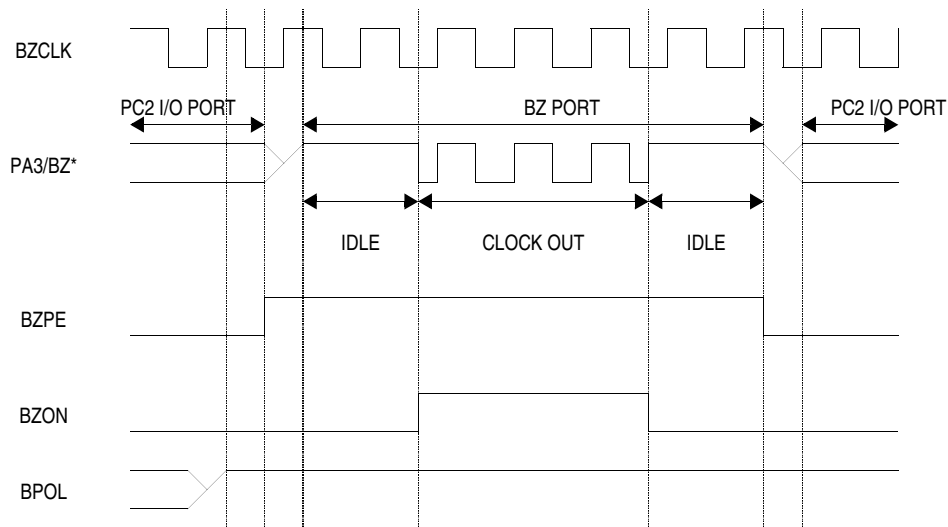 BZCLK
PC2 I/O PORT BZ PORT PC2 I/O PORT
PA3/BZ*
IDLE CLOCK OUT IDLE
BZPE
BZON
BPOL